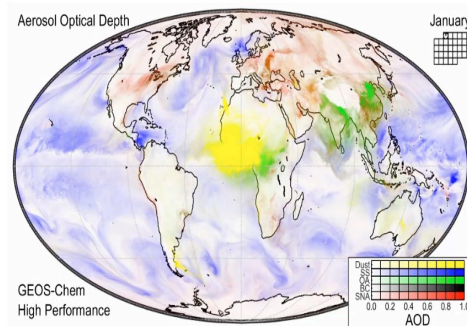 Aerosol Optical Depth
January
GEOS-Chem
High Performance
Dust
SS
OA
BC
SNA
0.0 0.2 0.4 0.6 0.8 1.0
AOD